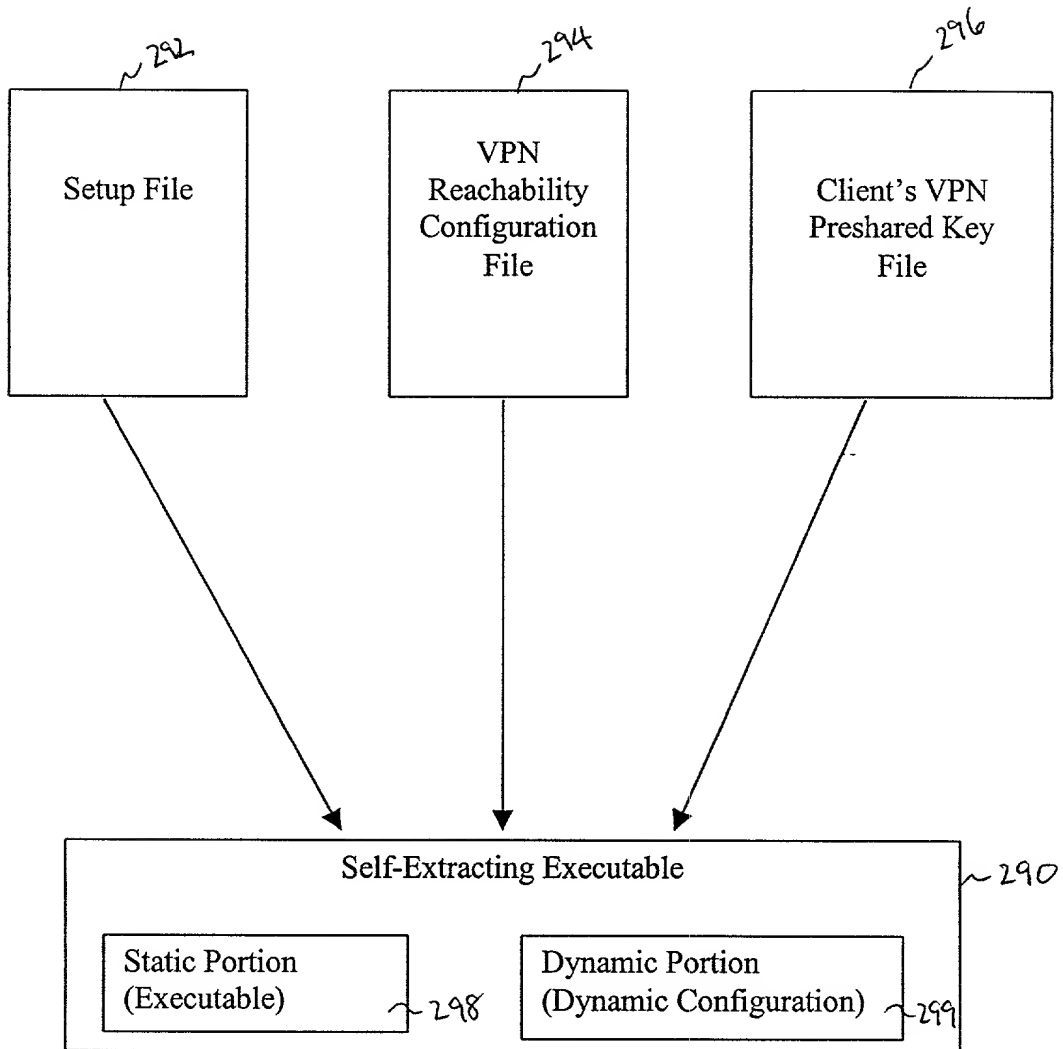 292
294
296
Setup File
VPN
Reachability
Configuration
File
Client's VPN
Preshared Key
File
Self-Extracting Executable
290
Static Portion
(Executable)
298
Dynamic Portion
(Dynamic Configuration)
299